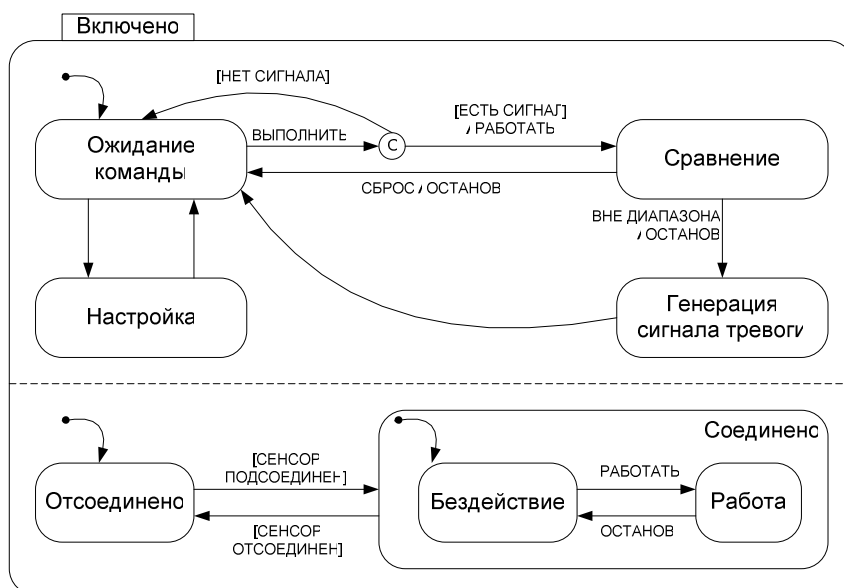 Включено
[НЕТ СИГНАЛА]
[ЕСТЬ СИГНАЛ]
/ РАБОТАТЬ
Ожидание
команды
ВЫПОЛНИТЬ
C
Сравнение
СБРОС / ОСТАНОВ
ВНЕ ДИАПАЗОНА
/ ОСТАНОВ
Настройка
Генерация
сигнала тревоги
Соединено
[СЕНСОР
ПОДСОЕДИНЕН]
Отсоединено
Бездействие
РАБОТАТЬ
Работа
[СЕНСОР
ОТСОЕДИНЕН]
ОСТАНОВ